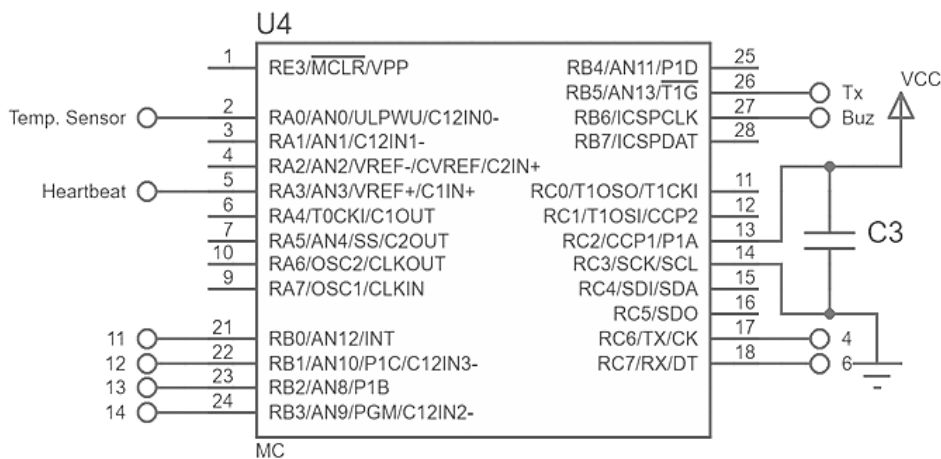 U4
1 RE3/MCLR/VPP RB4/AN11/P1D 25
RB5/AN13/T1G 26 Tx
VCC
Temp. Sensor 2 RA0/AN0/ULPWU/C12IN0- RB6/ICSPCLK 27 Buz
3 RA1/AN1/C12IN1- RB7/ICSPDAT 28
4 RA2/AN2/VREF-/CVREF/C2IN+
Heartbeat 5 RA3/AN3/VREF+/C1IN+ RC0/T1OSO/T1CKI 11
6 RA4/T0CKI/C1OUT RC1/T1OSI/CCP2 12
7 RA5/AN4/SS/C2OUT RC2/CCP1/P1A 13 C3
10 RA6/OSC2/CLKOUT RC3/SCK/SCL 14
9 RA7/OSC1/CLKIN RC4/SDI/SDA 15
RC5/SDO 16
11 21 RB0/AN12/INT RC6/TX/CK 17 4
12 22 RB1/AN10/P1C/C12IN3- RC7/RX/DT 18 6
13 23 RB2/AN8/P1B
14 24 RB3/AN9/PGM/C12IN2-
MC